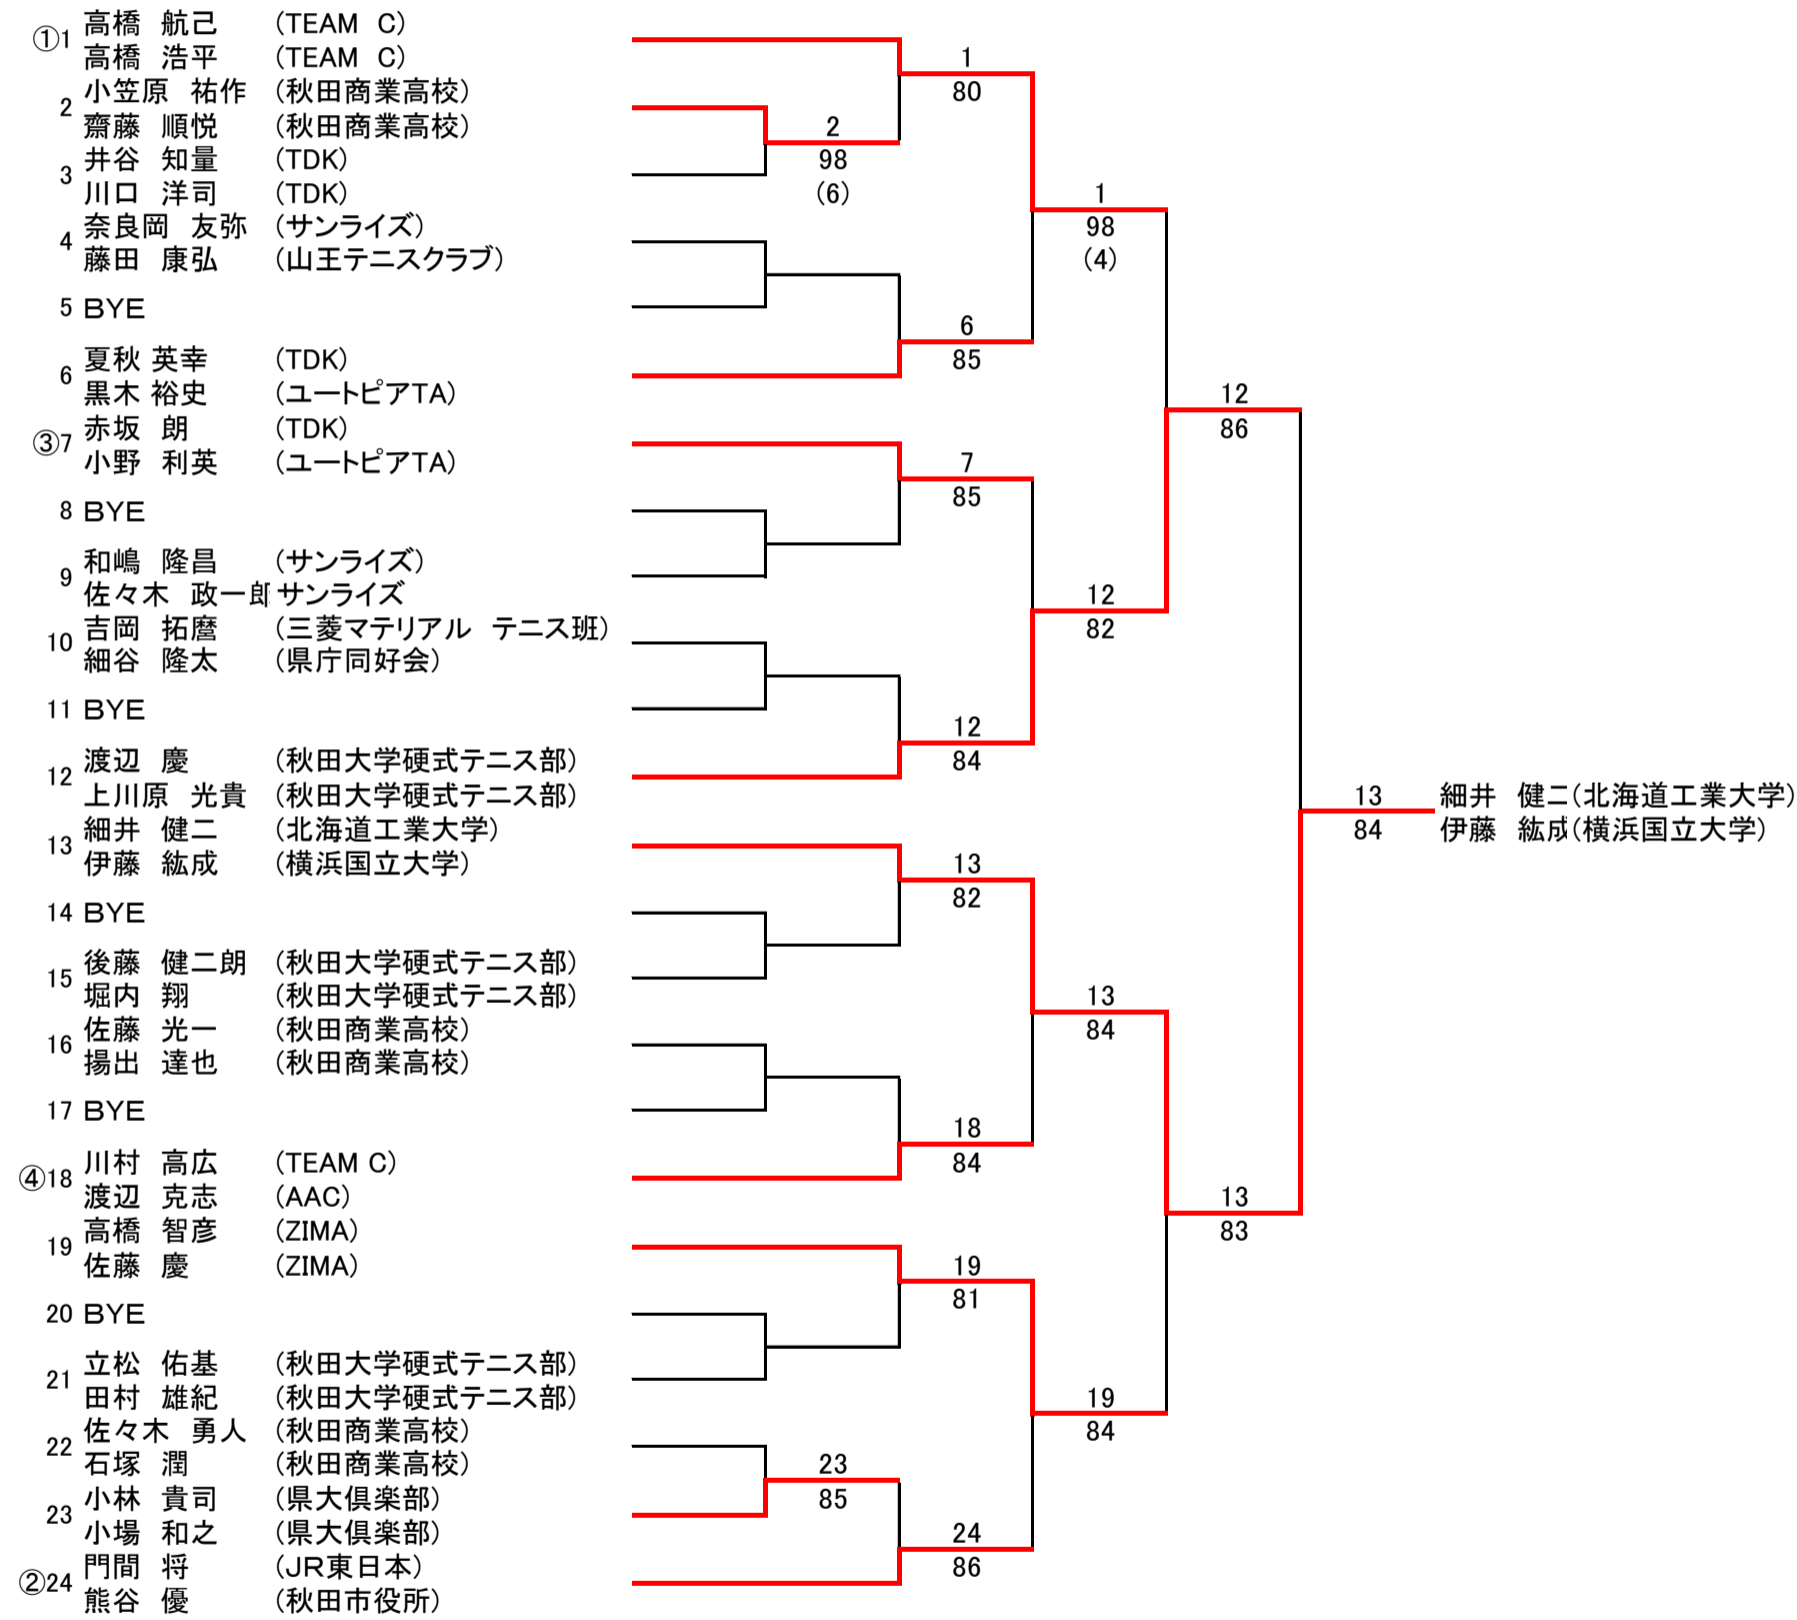 ①1 高橋 航己 (TEAM C)
高橋 浩平 (TEAM C)
2 小笠原 祐作 (秋田商業高校)
齋藤 順悦 (秋田商業高校)
3 井谷 知量 (TDK)
川口 洋司 (TDK)
4 奈良岡 友弥 (サンライズ)
藤田 康弘 (山王テニスクラブ)
5 BYE
6 夏秋 英幸 (TDK)
黒木 裕史 (ユートピアTA)
③7 赤坂 朗 (TDK)
小野 利英 (ユートピアTA)
8 BYE
9 和嶋 隆昌 (サンライズ)
佐々木 政一郎 サンライズ
10 吉岡 拓麿 (三菱マテリアル テニス班)
細谷 隆太 (県庁同好会)
11 BYE
12 渡辺 慶 (秋田大学硬式テニス部)
上川原 光貴 (秋田大学硬式テニス部)
13 細井 健二 (北海道工業大学)
伊藤 紘成 (横浜国立大学)
14 BYE
15 後藤 健二朗 (秋田大学硬式テニス部)
堀内 翔 (秋田大学硬式テニス部)
16 佐藤 光一 (秋田商業高校)
揚出 達也 (秋田商業高校)
17 BYE
④18 川村 高広 (TEAM C)
渡辺 克志 (AAC)
19 高橋 智彦 (ZIMA)
佐藤 慶 (ZIMA)
20 BYE
21 立松 佑基 (秋田大学硬式テニス部)
田村 雄紀 (秋田大学硬式テニス部)
22 佐々木 勇人 (秋田商業高校)
石塚 潤 (秋田商業高校)
23 小林 貴司 (県大倶楽部)
小場 和之 (県大倶楽部)
②24 門間 将 (JR東日本)
熊谷 優 (秋田市役所)
2
98
(6)
23
85
1
80
6
85
7
85
12
84
13
82
18
84
19
81
24
86
1
98
(4)
12
82
13
84
19
84
12
86
13
83
13
84
細井 健二(北海道工業大学)
伊藤 紘成(横浜国立大学)